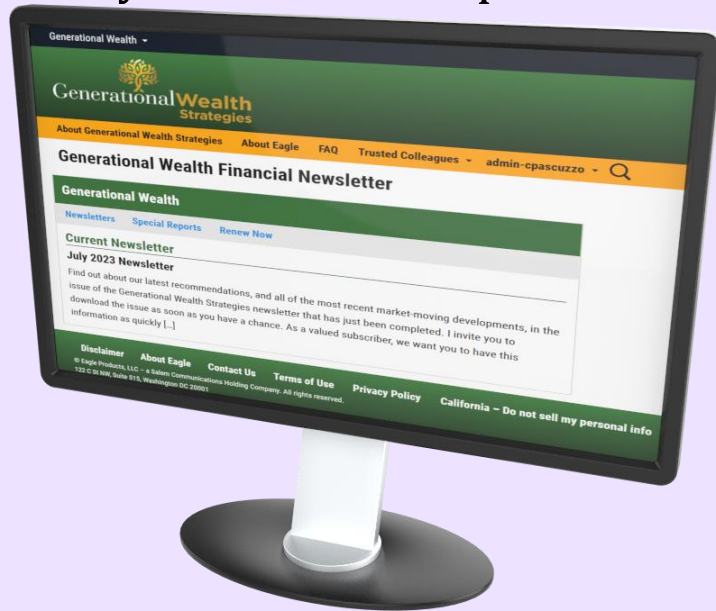 Generational Wealth
Generational Wealth
Strategies
About Generational Wealth Strategies About Eagle FAQ Trusted Colleagues admin-cpascuzzo
Generational Wealth Financial Newsletter
Generational Wealth
Newsletters Special Reports Renew Now
Current Newsletter
July 2023 Newsletter
Find out about our latest recommendations, and all of the most recent market-moving developments, in the
issue of the Generational Wealth Strategies newsletter that has just been completed. I invite you to
download the issue as soon as you have a chance. As a valued subscriber, we want you to have this
information as quickly [...]
Disclaimer About Eagle Contact Us Terms of Use Privacy Policy California – Do not sell my personal info
© Eagle Products, LLC – a Salem Communications Holding Company. All rights reserved.
122 C St NW, Suite 515, Washington DC 20001